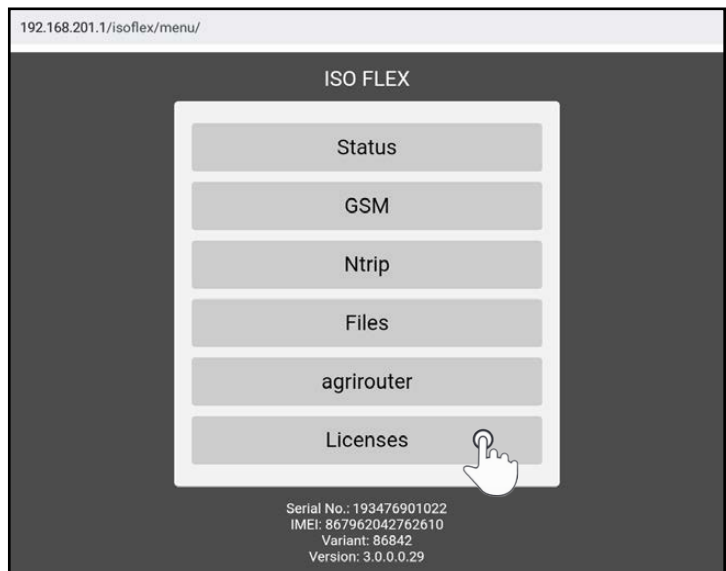 192.168.201.1/isoflex/menu/
ISO FLEX
Status
GSM
Ntrip
Files
agrirouter
Licenses
Serial No.: 193476901022
IMEI: 867962042762610
Variant: 86842
Version: 3.0.0.0.29